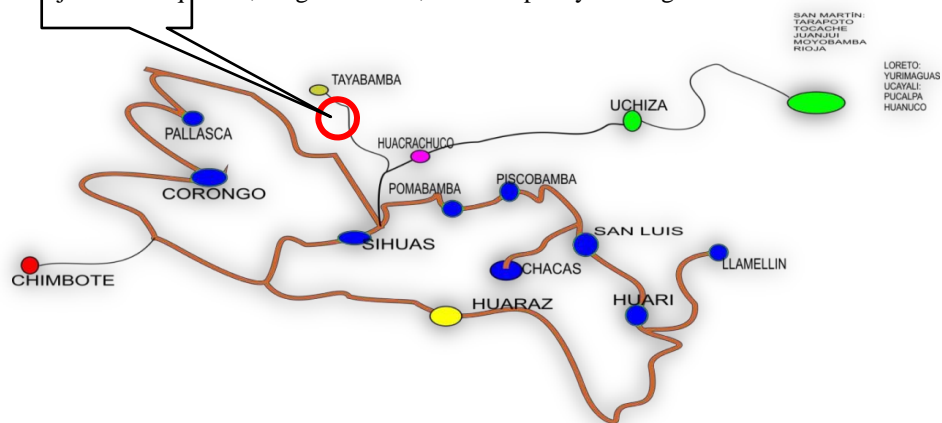 SAN MARTÍN:
TARAPOTO
TOCACHE
JUANJUI
MOYOBAMBA
RIOJA
LORETO:
YURIMAGUAS
UCAYALI:
PUCALPA
HUANUCO
TAYABAMBA
UCHIZA
PALLASCA
HUACRACHUCO
CORONGO
POMABAMBA
PISCOBAMBA
SIHUAS
SAN LUIS
CHACAS
LLAMELLIN
CHIMBOTE
HUARAZ
HUARI